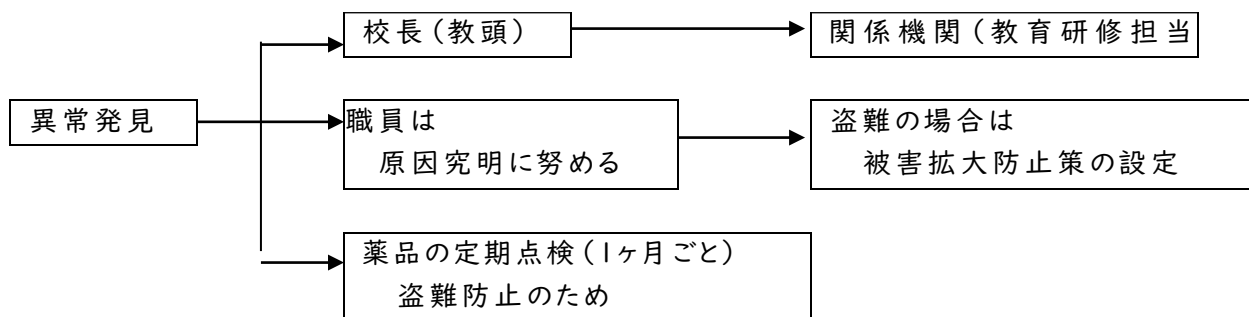 校長（教頭）
関係機関（教育研修担当
異常発見
職員は
原因究明に努める
盗難の場合は
被害拡大防止策の設定
薬品の定期点検（1ヶ月ごと）
盗難防止のため